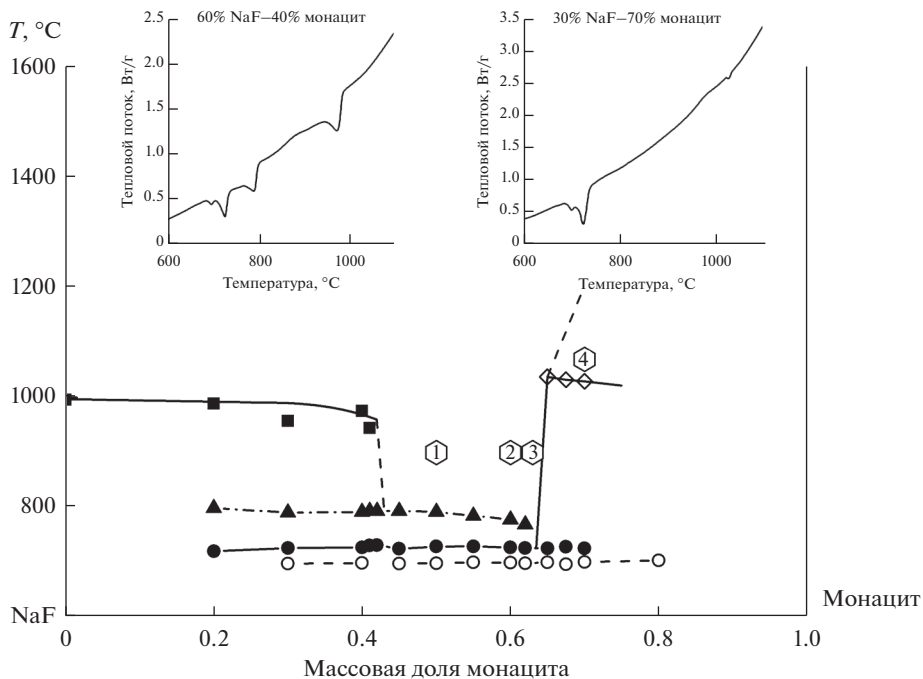 T, °C
1600
1400
1200
1000
800
NaF
60% NaF–40% монацит
Тепловой поток, Вт/г
2.5
2.0
1.5
1.0
0.5
0
600 800 1000
Температура, °C
30% NaF–70% монацит
Тепловой поток, Вт/г
3.5
3.0
2.5
2.0
1.5
1.0
0.5
0
600 800 1000
Температура, °C
4
1 2 3
Монацит
0 0.2 0.4 0.6 0.8 1.0
Массовая доля монацита